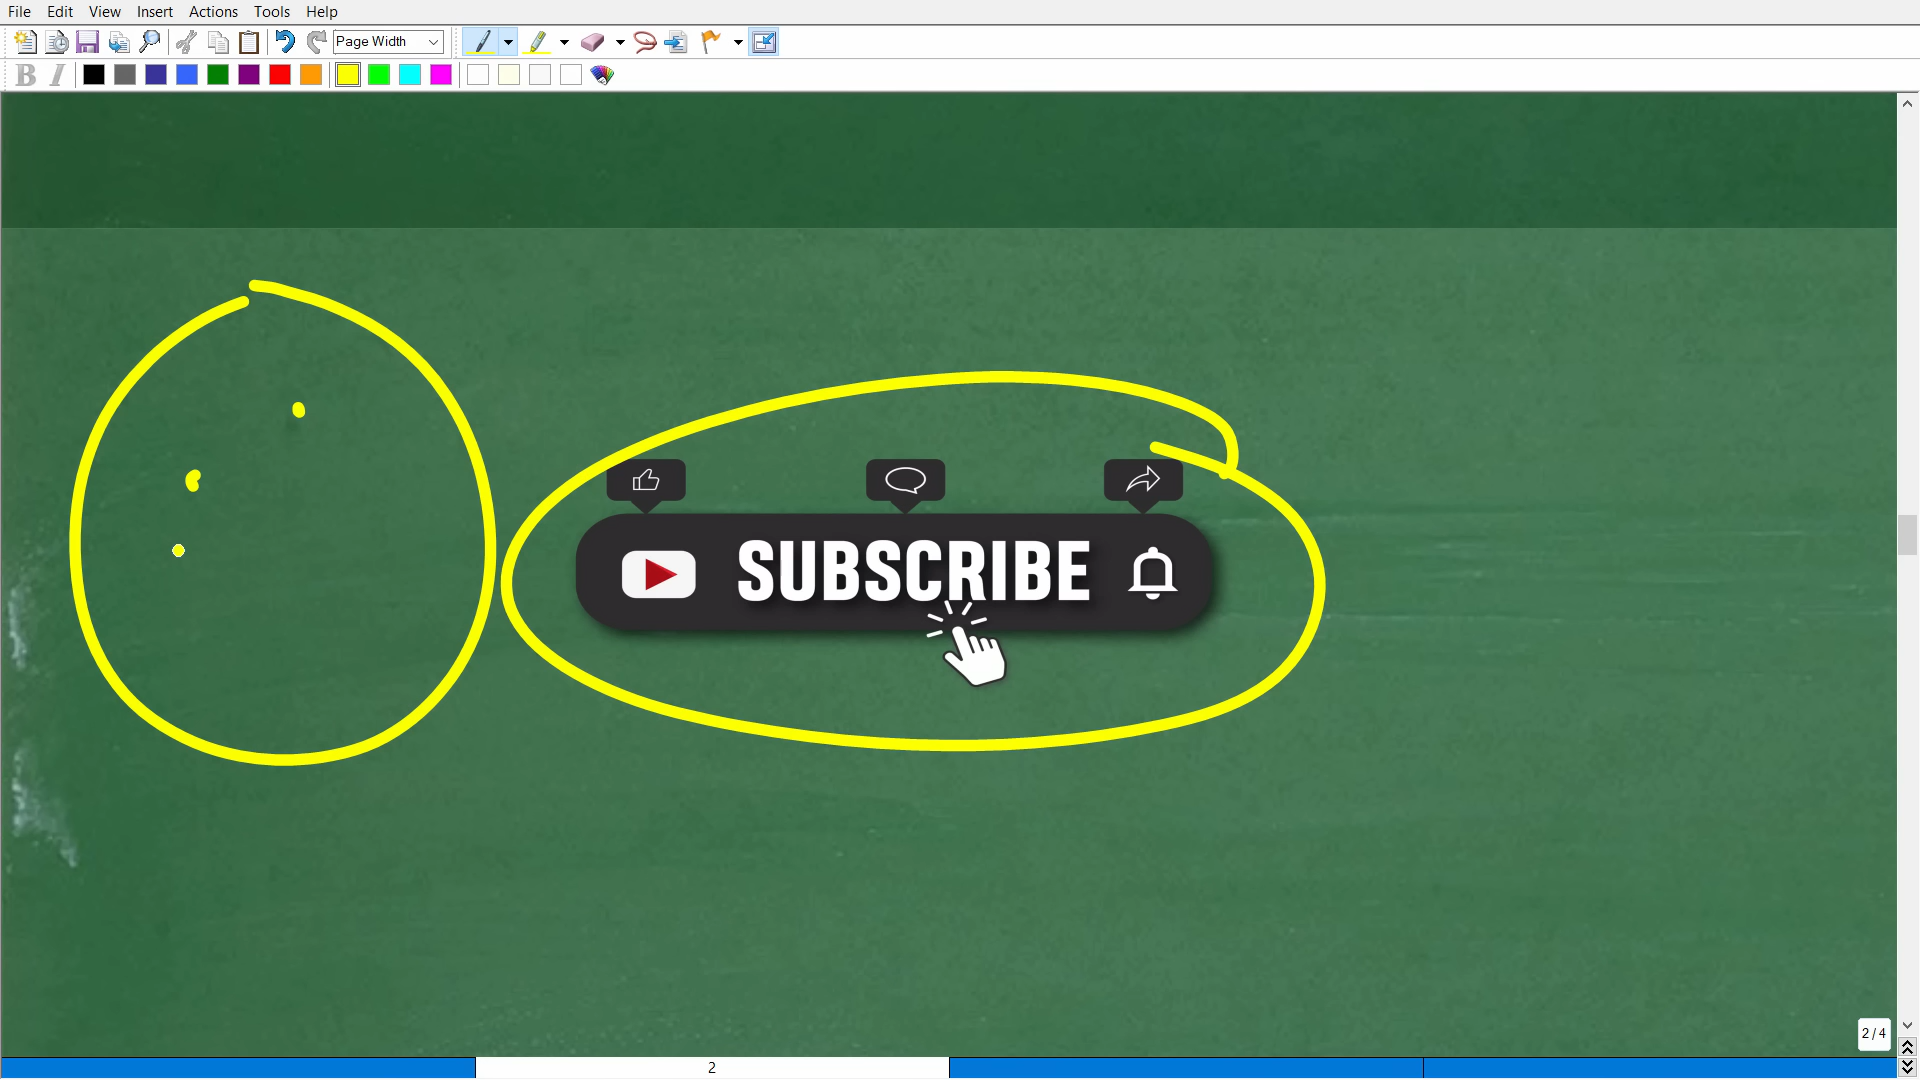 File Edit View Insert Actions Tools Help
Page Width
B I
SUBSCRIBE
2 / 4
2